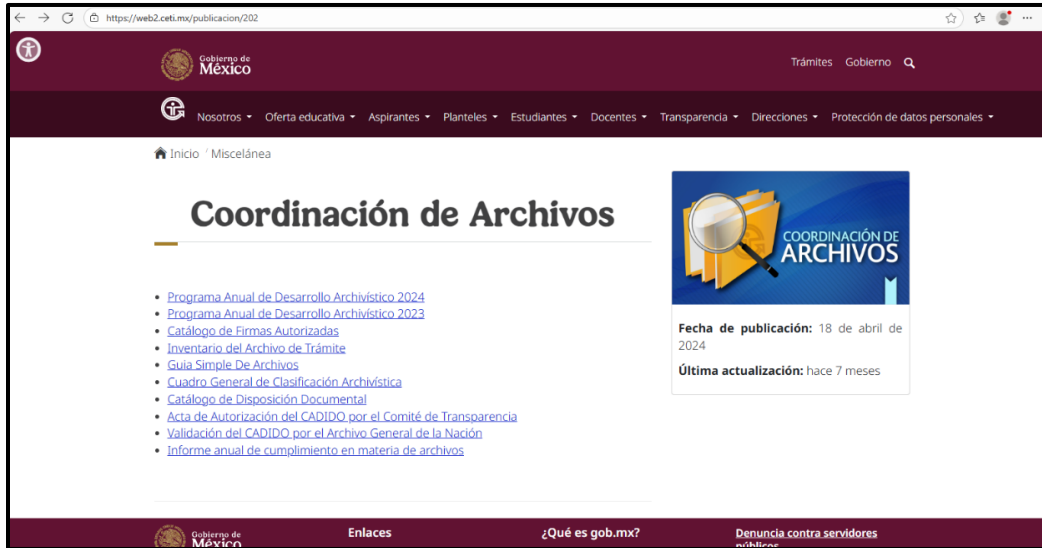 https://web2.ceti.mx/publicacion/202
Gobierno de
México
Trámites Gobierno
Nosotros Oferta educativa Aspirantes Planteles Estudiantes Docentes Transparencia Direcciones Protección de datos personales
Inicio / Miscelánea
Coordinación de Archivos
COORDINACIÓN DE
ARCHIVOS
Programa Anual de Desarrollo Archivístico 2024
Programa Anual de Desarrollo Archivístico 2023
Catálogo de Firmas Autorizadas
Inventario del Archivo de Trámite
Guia Simple De Archivos
Cuadro General de Clasificación Archivística
Catálogo de Disposición Documental
Acta de Autorización del CADIDO por el Comité de Transparencia
Validación del CADIDO por el Archivo General de la Nación
Informe anual de cumplimiento en materia de archivos
Fecha de publicación: 18 de abril de
2024
Última actualización: hace 7 meses
Gobierno de
México
Enlaces
¿Qué es gob.mx?
Denuncia contra servidores
públicos